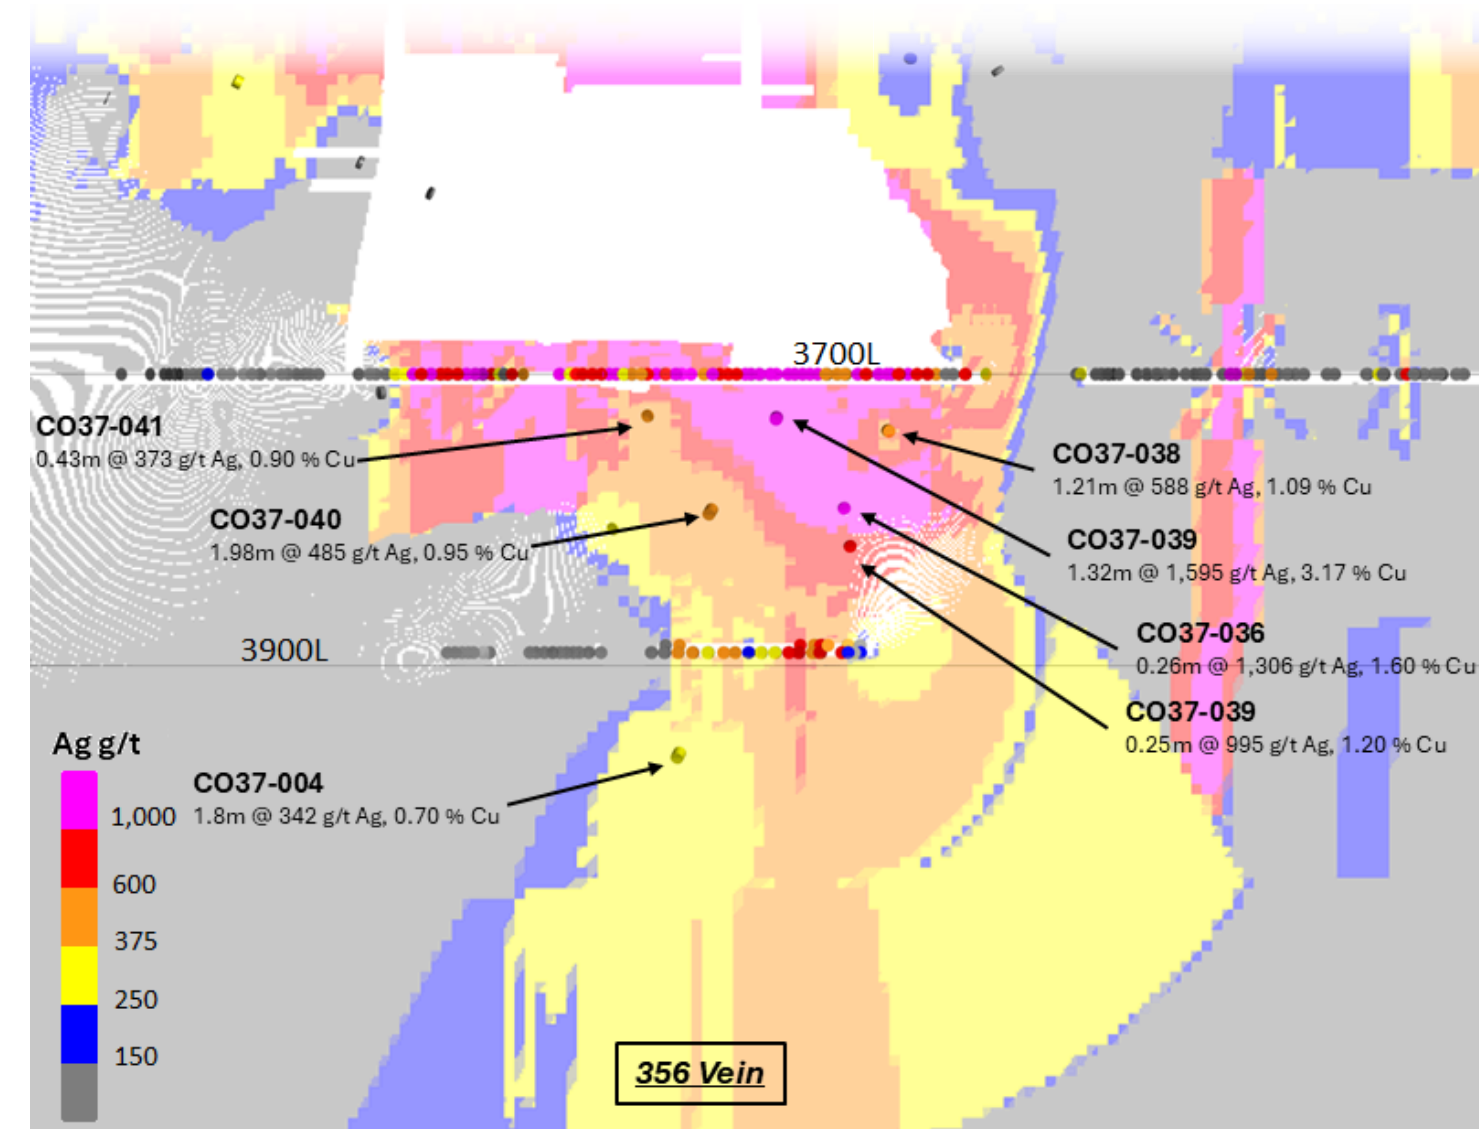 3700L
CO37-041
0.43m @ 373 g/t Ag, 0.90 % Cu
CO37-038
1.21m @ 588 g/t Ag, 1.09 % Cu
CO37-040
1.98m @ 485 g/t Ag, 0.95 % Cu
CO37-039
1.32m @ 1,595 g/t Ag, 3.17 % Cu
CO37-036
0.26m @ 1,306 g/t Ag, 1.60 % Cu
3900L
CO37-039
0.25m @ 995 g/t Ag, 1.20 % Cu
CO37-004
1.8m @ 342 g/t Ag, 0.70 % Cu
Ag g/t
1,000
600
375
250
150
356 Vein